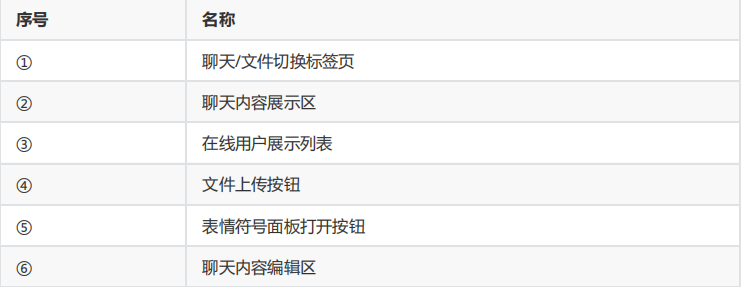 序号 名称
① 聊天/文件切换标签页
② 聊天内容展示区
③ 在线用户展示列表
④ 文件上传按钮
⑤ 表情符号面板打开按钮
⑥ 聊天内容编辑区